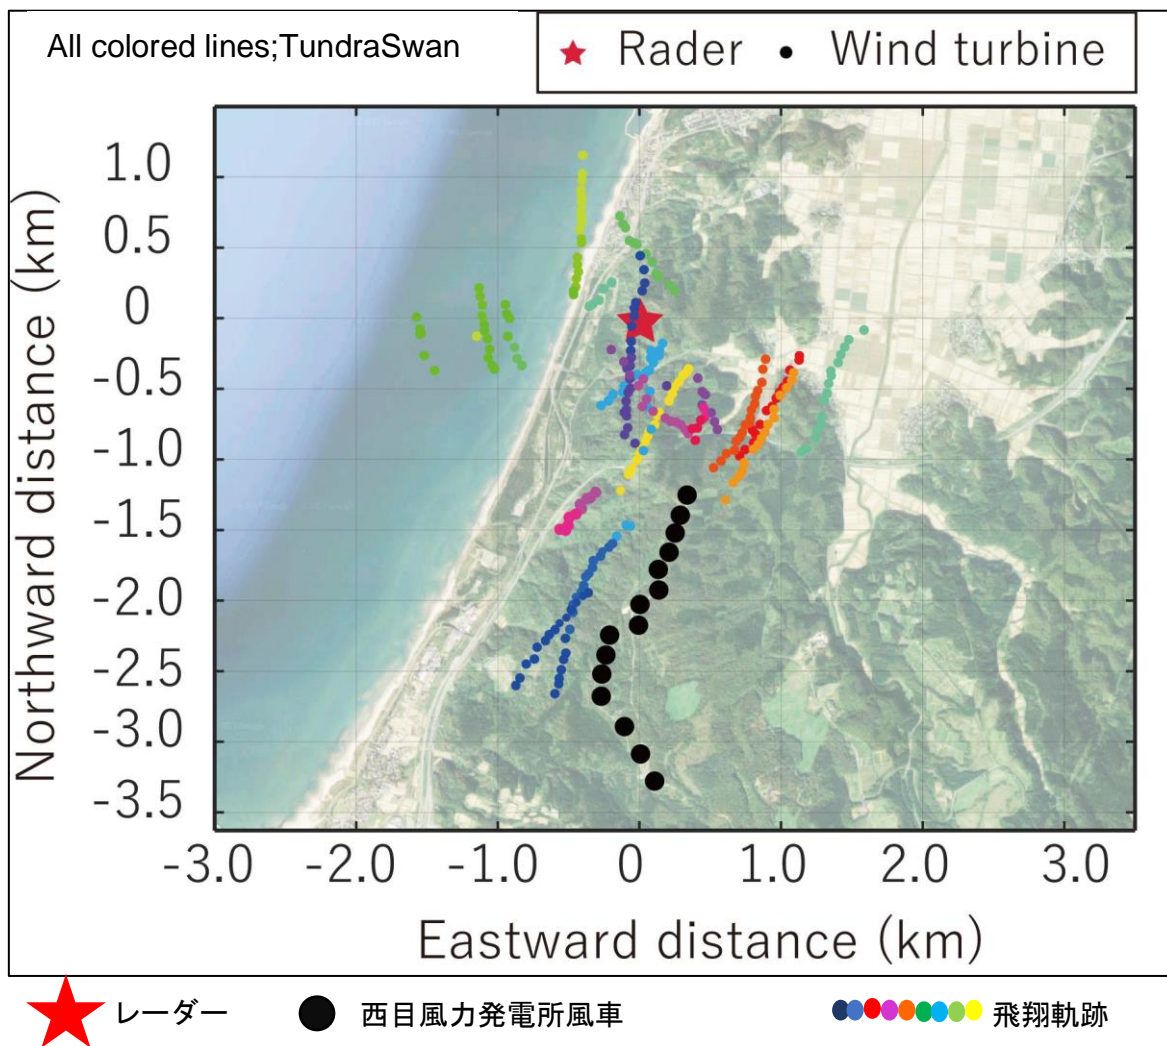 All colored lines;TundraSwan
Rader
Wind turbine
Northward distance (km)
1.0
0.5
0
-0.5
-1.0
-1.5
-2.0
-2.5
-3.0
-3.5
-3.0 -2.0 -1.0 0 1.0 2.0 3.0
Eastward distance (km)
レーダー
西目風力発電所風車
飛翔軌跡